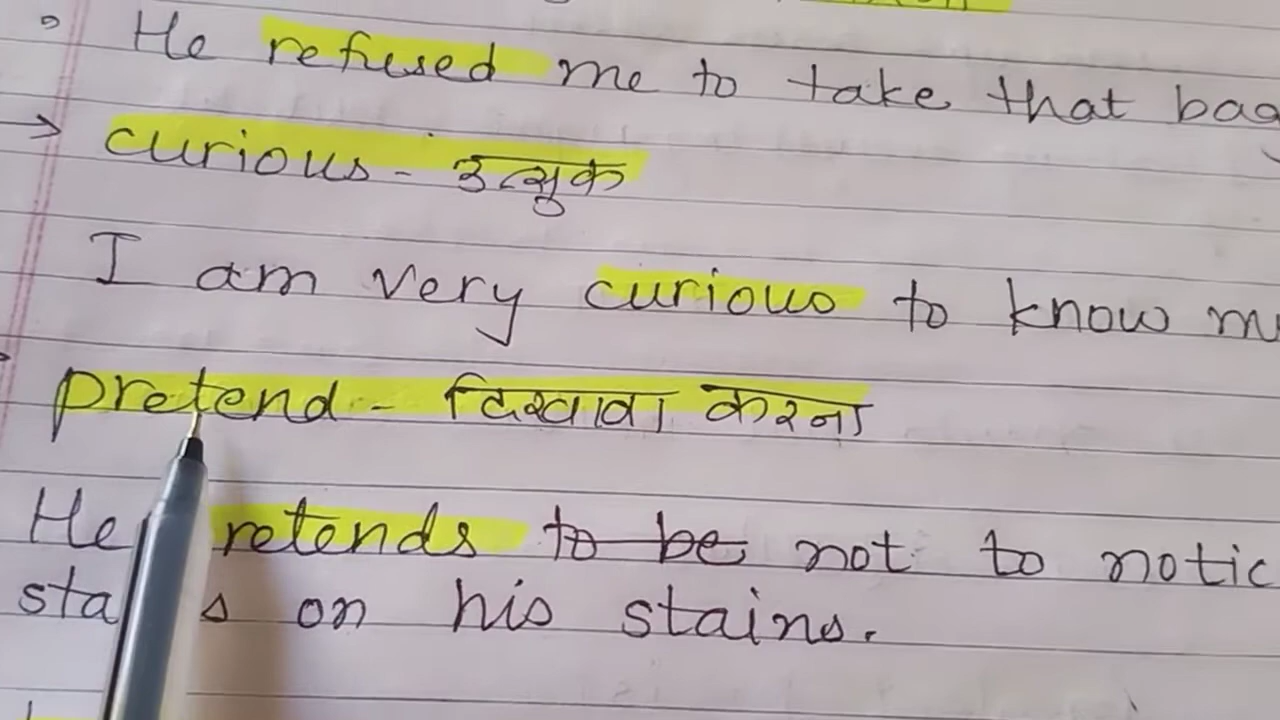 He refused me to take that bag
→ curious - उत्सुक
I am very curious to know m
pretend - दिखावा करना
He retends to be not to notic
sta s on his stains.